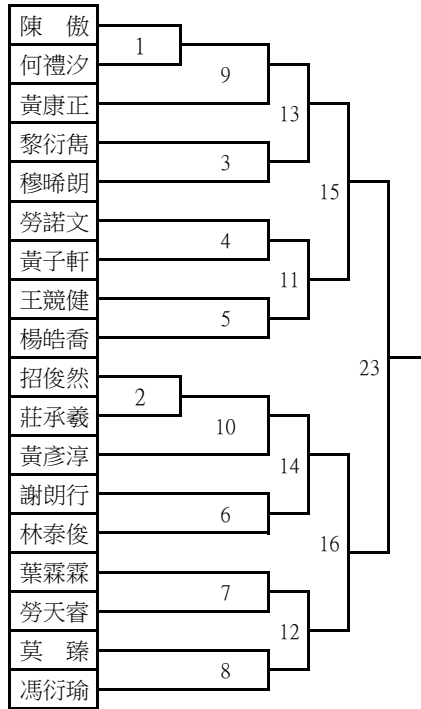 陳　傲
1
何禮汐
9
黃康正
13
黎衍雋
3
穆晞朗
15
勞諾文
4
黃子軒
11
王競健
5
楊皓喬
23
招俊然
2
莊承羲
10
黃彥淳
14
謝朗行
6
林泰俊
16
葉霖霖
7
勞天睿
12
莫　臻
8
馮衍瑜